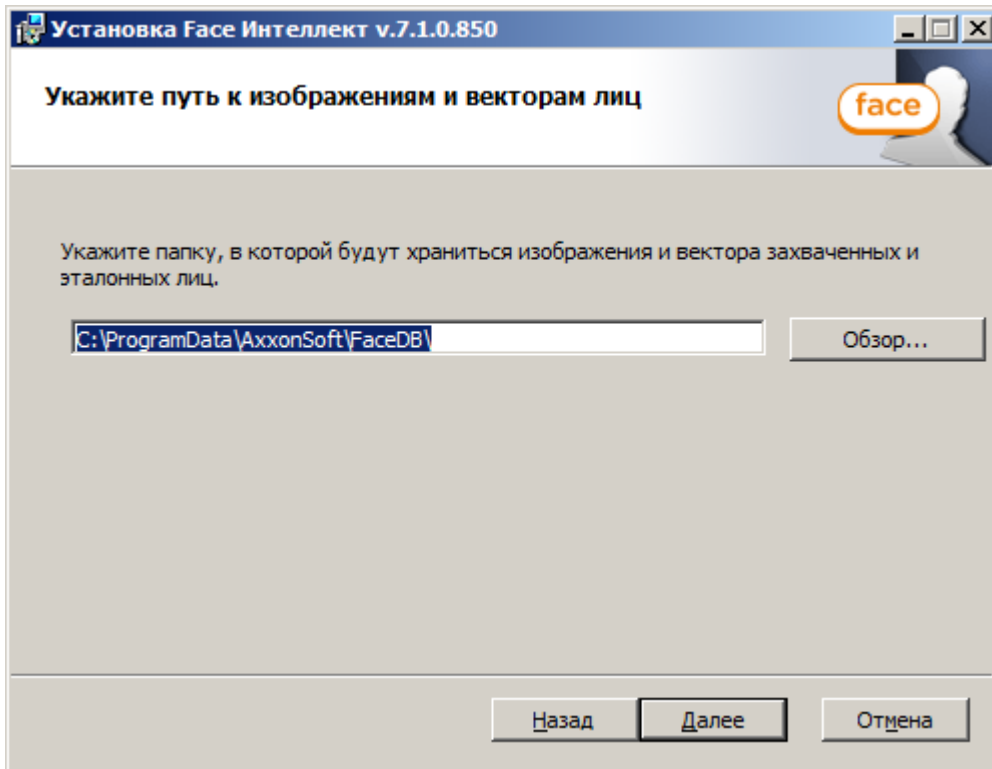 Установка Face Интеллект v.7.1.0.850
Укажите путь к изображениям и векторам лиц
face
Укажите папку, в которой будут храниться изображения и вектора захваченных и
эталонных лиц.
C:\ProgramData\AxxonSoft\FaceDB\
Обзор...
Назад
Далее
Отмена